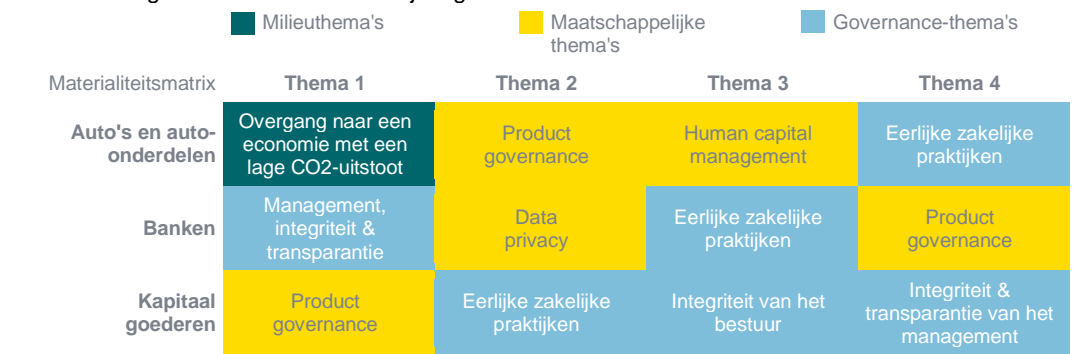 Milieuthema's
Maatschappelijke
thema's
Governance-thema's
Materialiteitsmatrix Thema 1 Thema 2 Thema 3 Thema 4
Auto's en auto-
onderdelen
Overgang naar een
economie met een
lage CO2-uitstoot
Product
governance
Human capital
management
Eerlijke zakelijke
praktijken
Banken
Management,
integriteit &
transparantie
Data
privacy
Eerlijke zakelijke
praktijken
Product
governance
Kapitaal
goederen
Product
governance
Eerlijke zakelijke
praktijken
Integriteit van het
bestuur
Integriteit &
transparantie van het
management